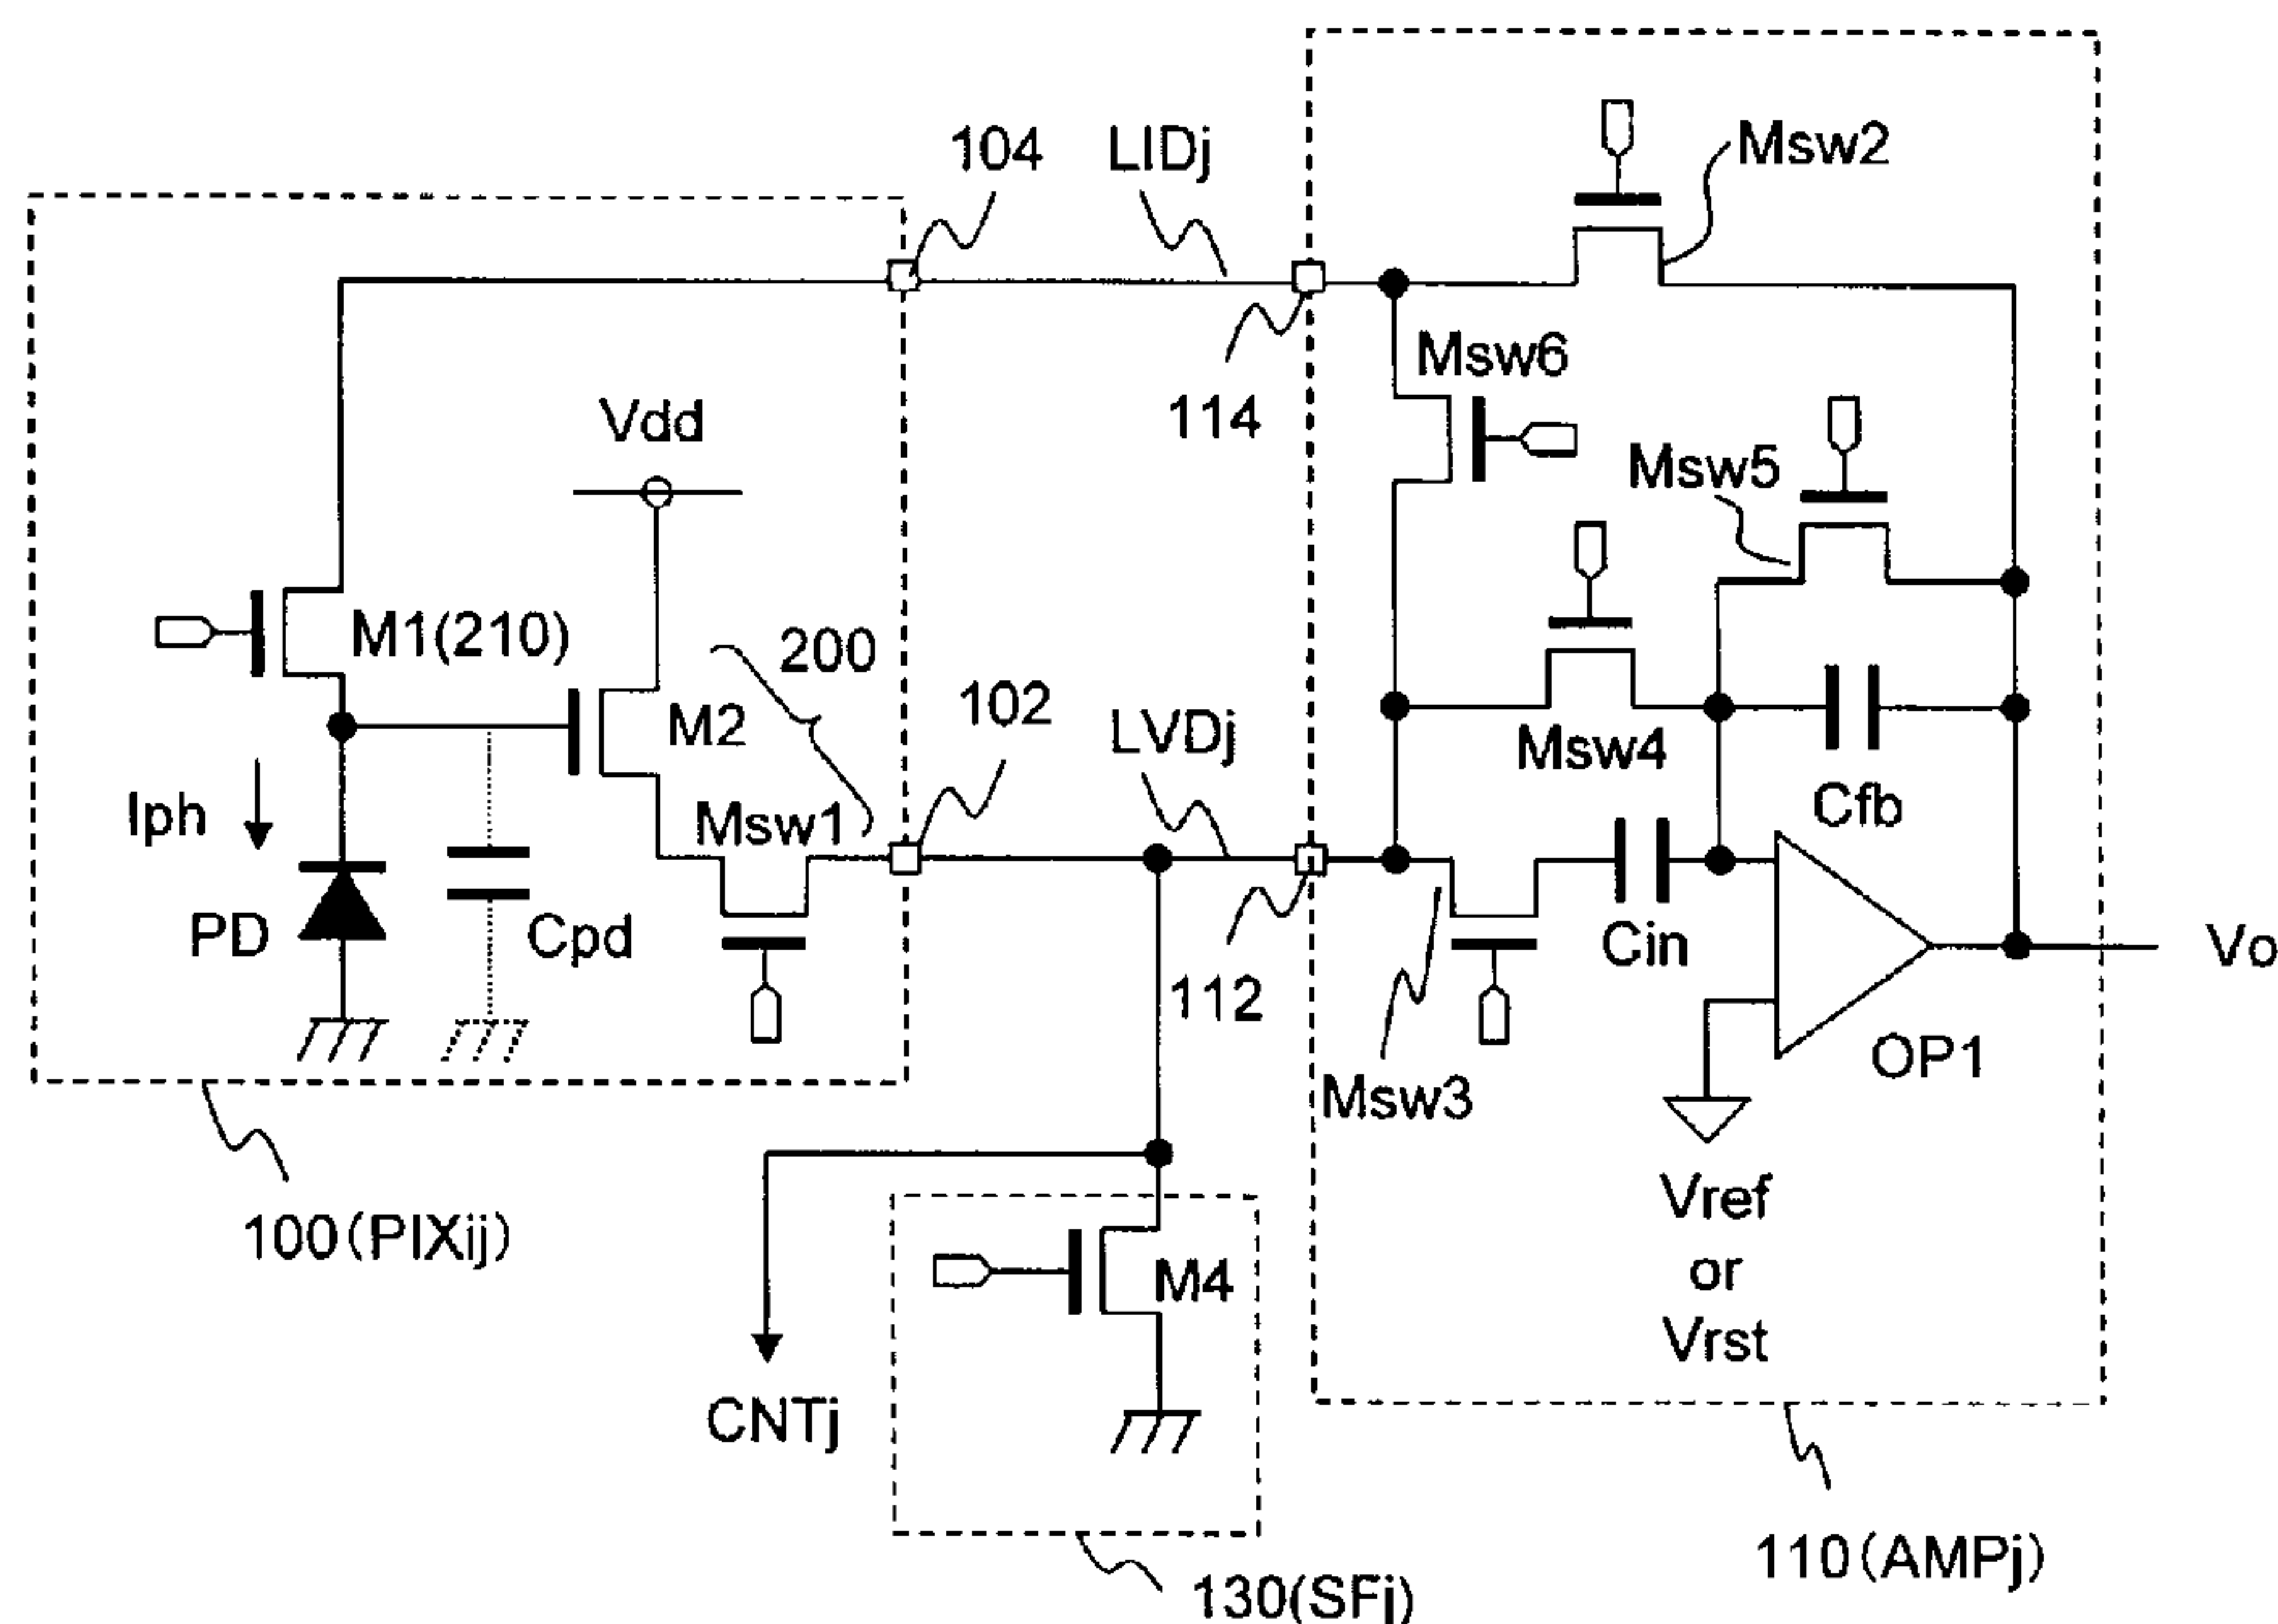 104
LIDj
Msw2
114
Msw6
Vdd
Msw5
M1(210)
200
M2
102
LVDj
Msw4
Iph
Msw1
Cfb
PD
Cpd
112
Cin
Vo
OP1
Msw3
100(PIXij)
M4
Vref
or
Vrst
CNTj
110(AMPj)
130(SFj)